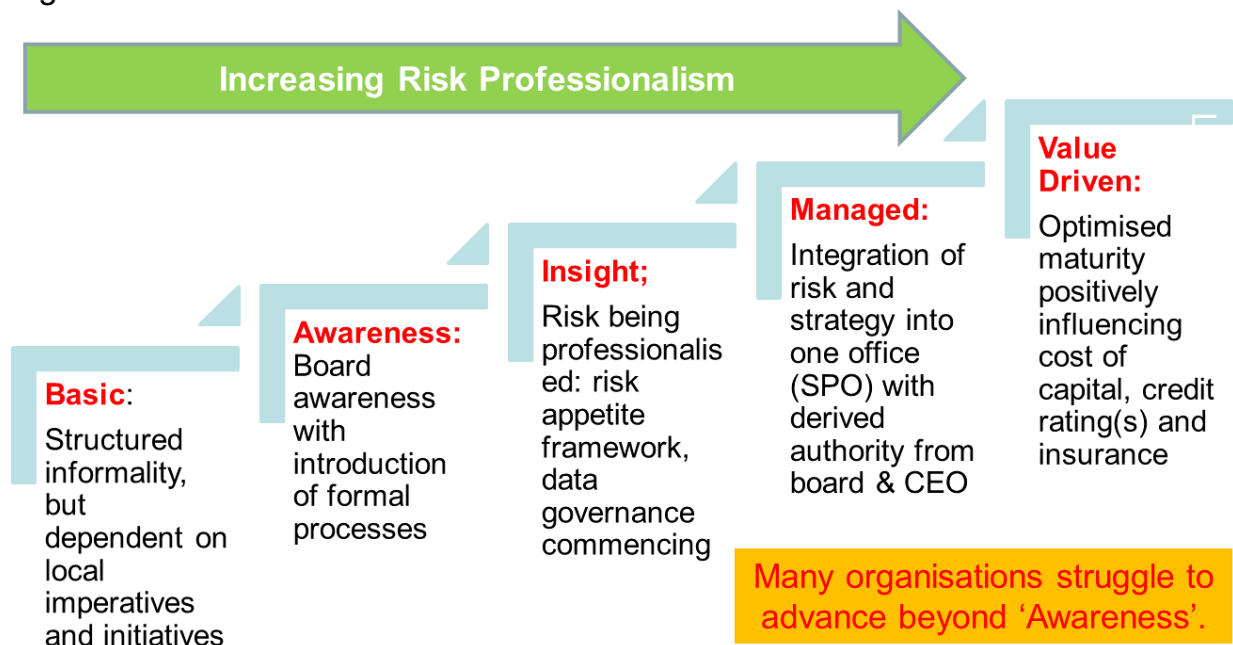 Increasing Risk Professionalism
Basic:
Structured
informality,
but
dependent on
local
imperatives
and initiatives
Awareness:
Board
awareness
with
introduction
of formal
processes
Insight;
Risk being
professionalis
ed: risk
appetite
framework,
data
governance
commencing
Managed:
Integration of
risk and
strategy into
one office
(SPO) with
derived
authority from
board & CEO
Value
Driven:
Optimised
maturity
positively
influencing
cost of
capital, credit
rating(s) and
insurance
Many organisations struggle to
advance beyond ‘Awareness’.